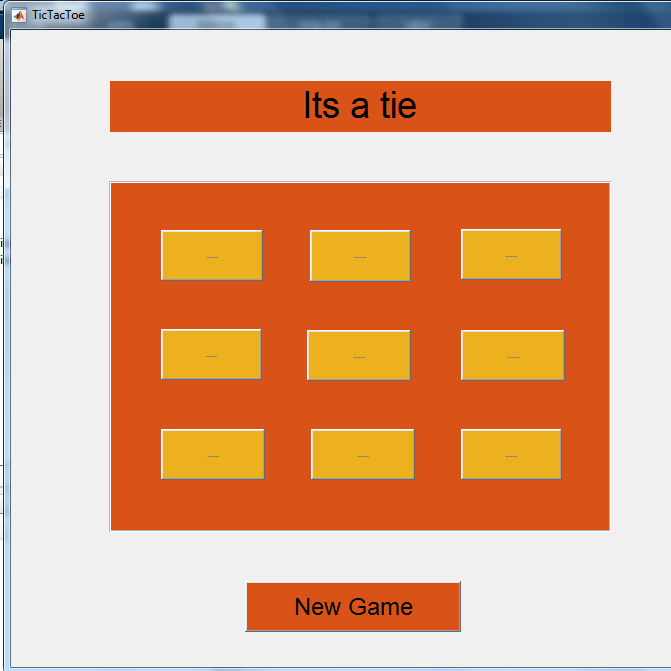 TicTacToe
Its a tie
--- --- ---
--- --- ---
--- --- ---
New Game